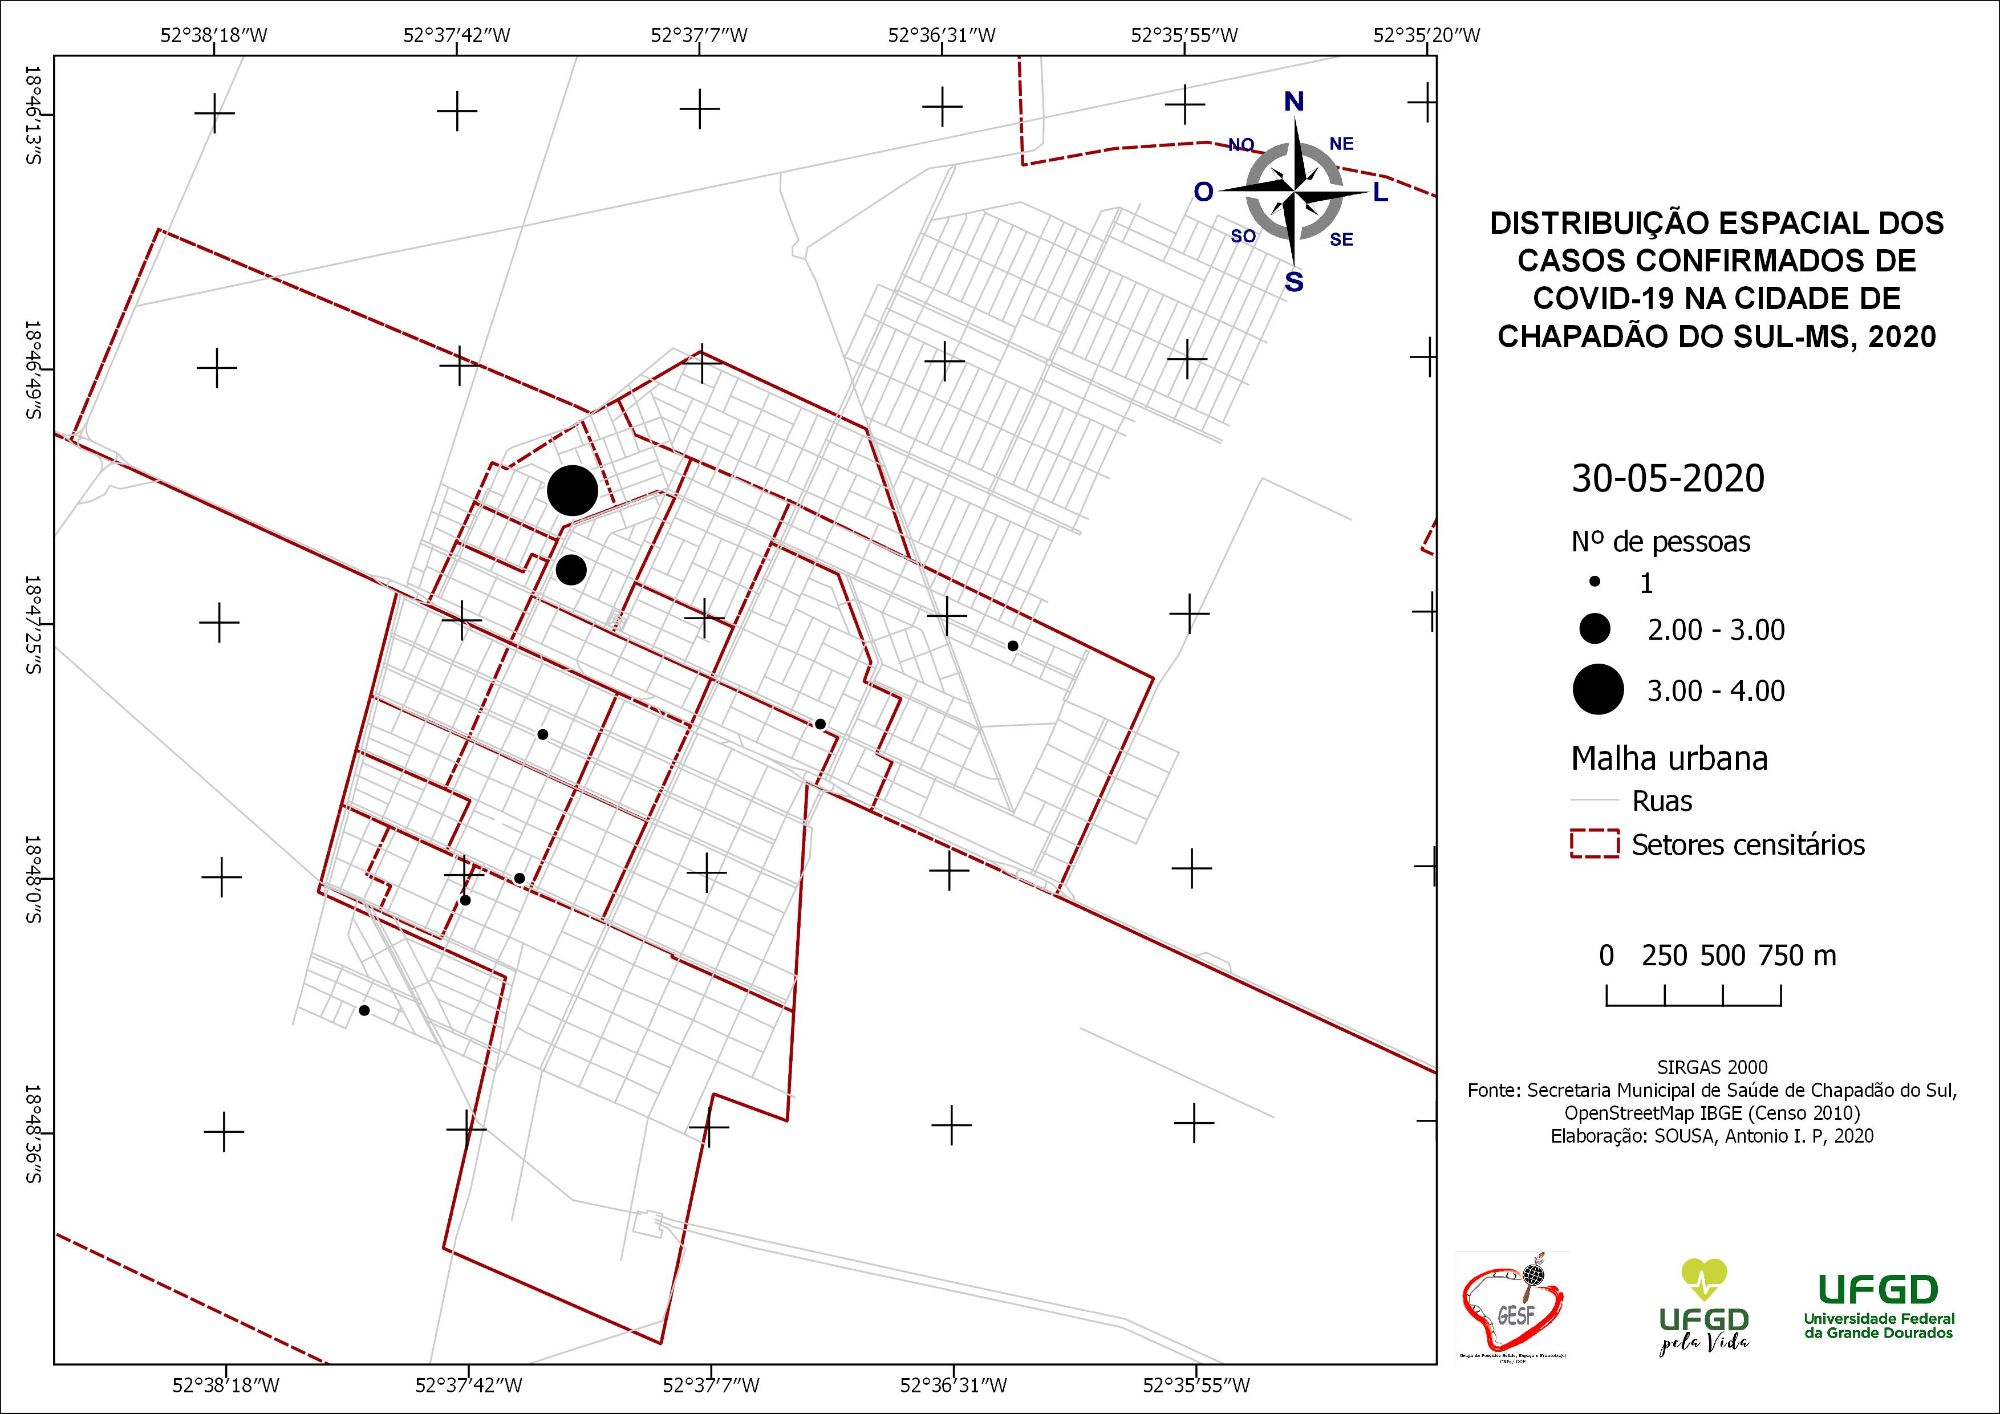 52°38'18"W 52°37'42"W 52°37'7"W 52°36'31"W 52°35'55"W 52°35'20"W
18°46'13"S
18°46'49"S
18°47'25"S
18°48'0"S
18°48'36"S
N
NO NE
O L
SO SE
S
DISTRIBUIÇÃO ESPACIAL DOS
CASOS CONFIRMADOS DE
COVID-19 NA CIDADE DE
CHAPADÃO DO SUL-MS, 2020
30-05-2020
Nº de pessoas
1
2.00 - 3.00
3.00 - 4.00
Malha urbana
Ruas
Setores censitários
0 250 500 750 m
SIRGAS 2000
Fonte: Secretaria Municipal de Saúde de Chapadão do Sul,
OpenStreetMap IBGE (Censo 2010)
Elaboração: SOUSA, Antonio I. P, 2020
GESF
UFGD
pela Vida
UFGD
Universidade Federal
da Grande Dourados
52°38'18"W 52°37'42"W 52°37'7"W 52°36'31"W 52°35'55"W